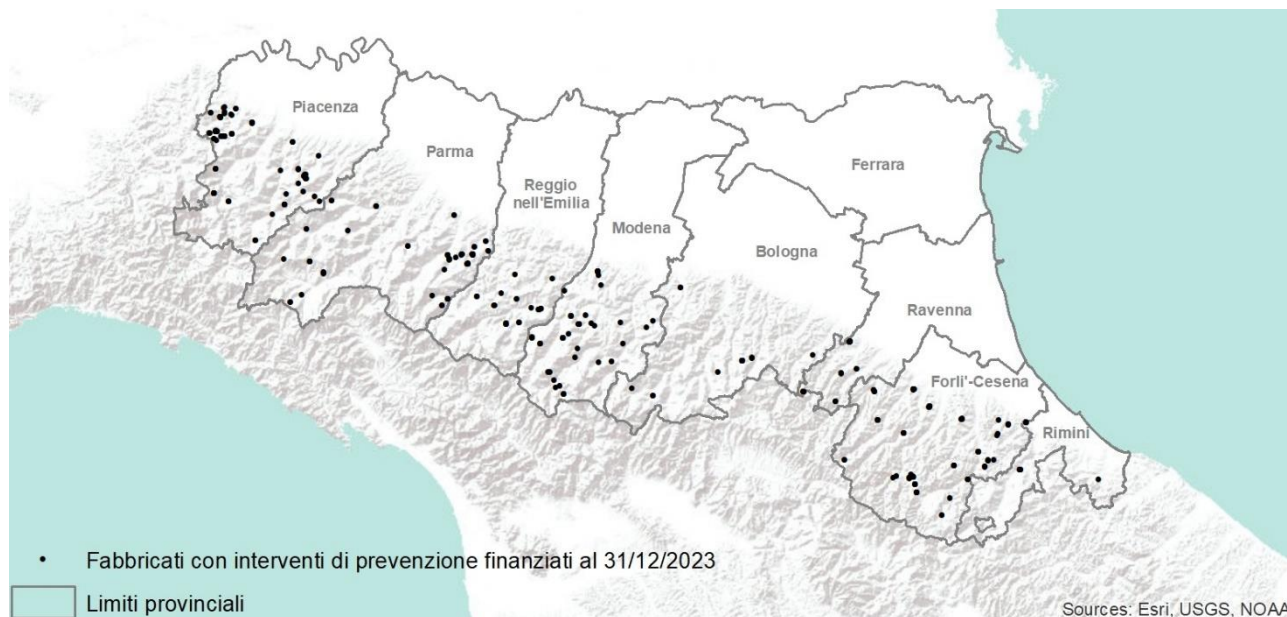 Piacenza
Parma
Reggio
nell'Emilia
Modena
Bologna
Ferrara
Ravenna
Forli'-Cesena
Rimini
Fabbricati con interventi di prevenzione finanziati al 31/12/2023
Limiti provinciali
Sources: Esri, USGS, NOAA